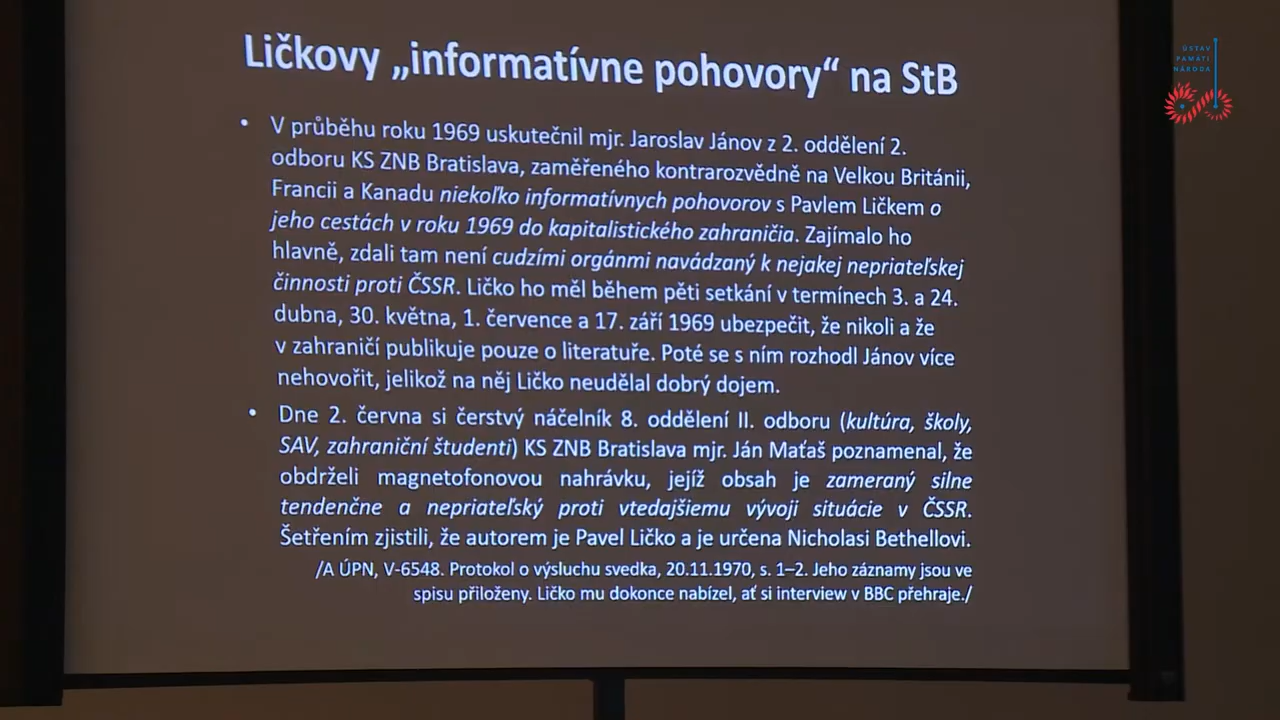 Ličkovy „informatívne pohovory“ na StB
ÚSTAV
PAMÄTI
NÁRODA
• V průběhu roku 1969 uskutečnil mjr. Jaroslav Jánov z 2. oddělení 2.
odboru KS ZNB Bratislava, zaměřeného kontrarozvědně na Velkou Británii,
Francii a Kanadu niekoľko informatívnych pohovorov s Pavlem Ličkem o
jeho cestách v roku 1969 do kapitalistického zahraničia. Zajímalo ho
hlavně, zdali tam není cudzími orgánmi navádzaný k nejakej nepriateľskej
činnosti proti ČSSR. Ličko ho měl během pěti setkání v termínech 3. a 24.
dubna, 30. května, 1. července a 17. září 1969 ubezpečit, že nikoli a že
v zahraničí publikuje pouze o literatuře. Poté se s ním rozhodl Jánov více
nehovořit, jelikož na něj Ličko neudělal dobrý dojem.
• Dne 2. června si čerstvý náčelník 8. oddělení II. odboru (kultúra, školy,
SAV, zahraniční študenti) KS ZNB Bratislava mjr. Ján Maťaš poznamenal, že
obdrželi magnetofonovou nahrávku, jejíž obsah je zameraný silne
tendenčne a nepriateľský proti vtedajšiemu vývoji situácie v ČSSR.
Šetřením zjistili, že autorem je Pavel Ličko a je určena Nicholasi Bethellovi.
/A ÚPN, V-6548. Protokol o výsluchu svedka, 20.11.1970, s. 1–2. Jeho záznamy jsou ve
spisu přiloženy. Ličko mu dokonce nabízel, ať si interview v BBC přehraje./